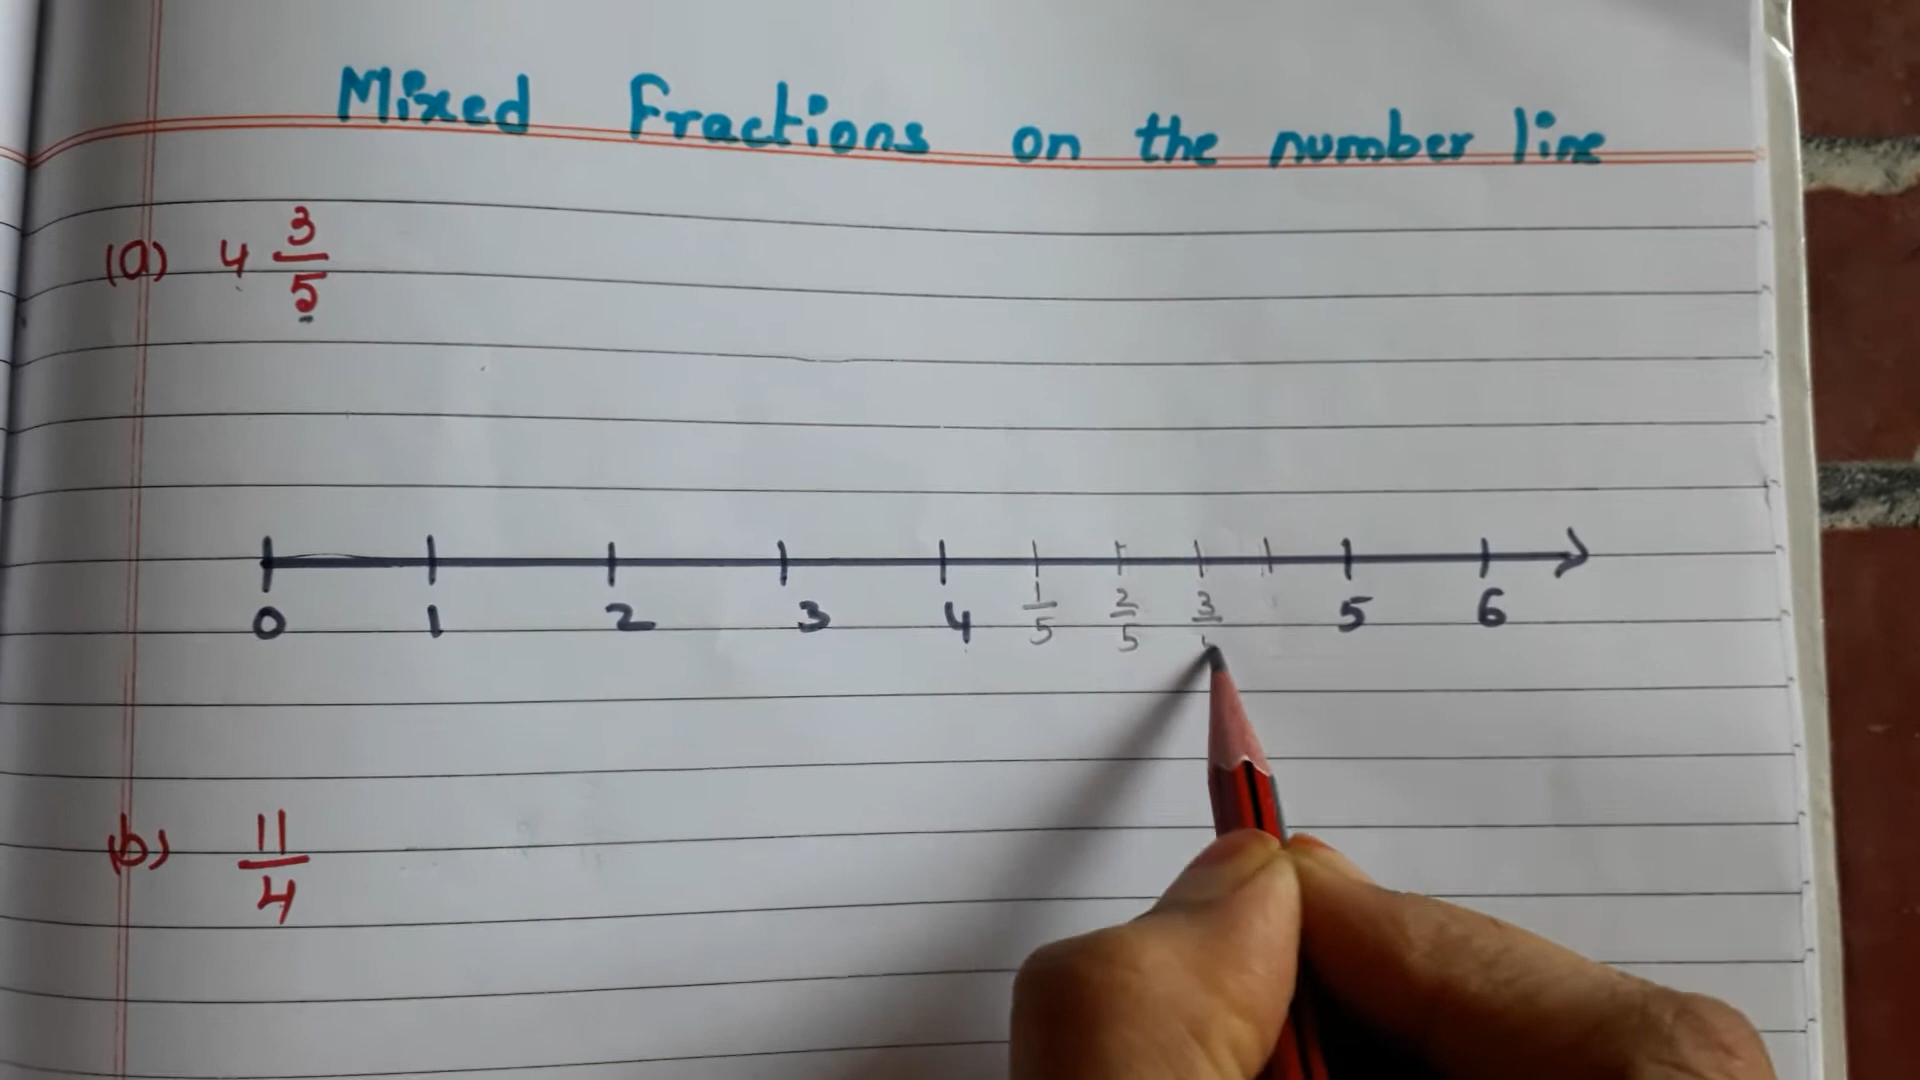 Mixed Fractions on the number line
(a) 4 3/5
0 1 2 3 4 1/5 2/5 3/ 5 6
(b) 11/4